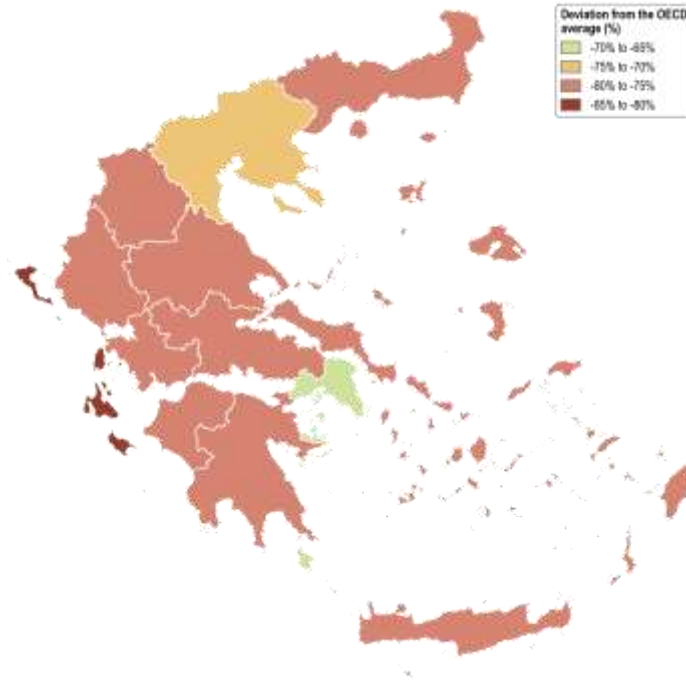 Deviation from the OECD
average (%)
-70% to -65%
-75% to -70%
-80% to -75%
-85% to -80%